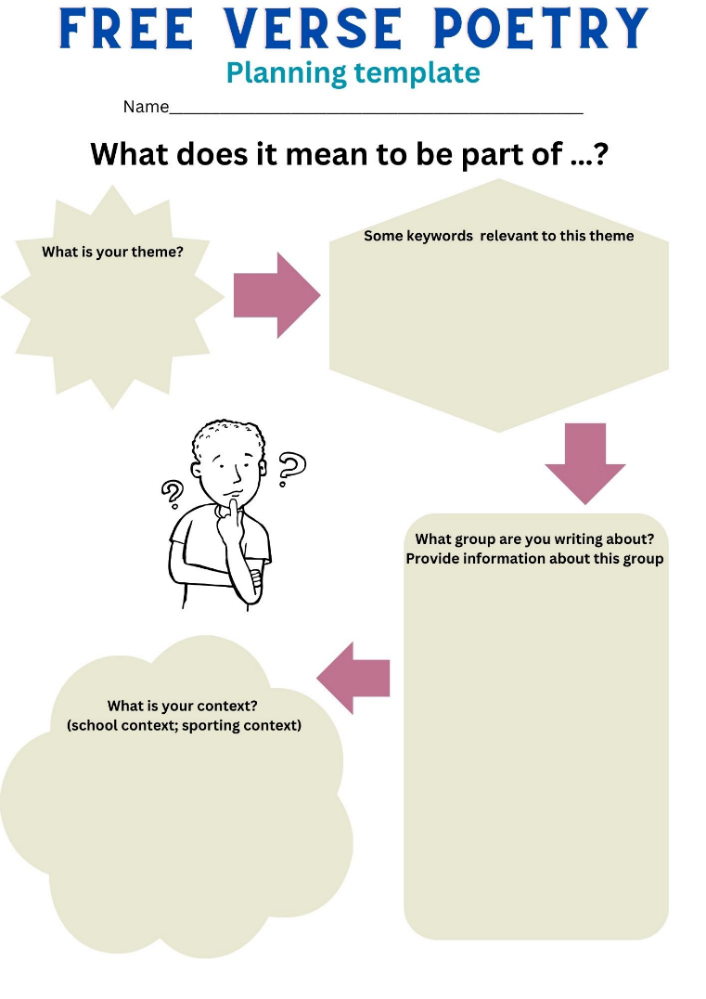 FREE VERSE POETRY
Planning template
Name___________________________________________
What does it mean to be part of ...?
What is your theme?
Some keywords relevant to this theme
?
?
What group are you writing about?
Provide information about this group
What is your context?
(school context; sporting context)